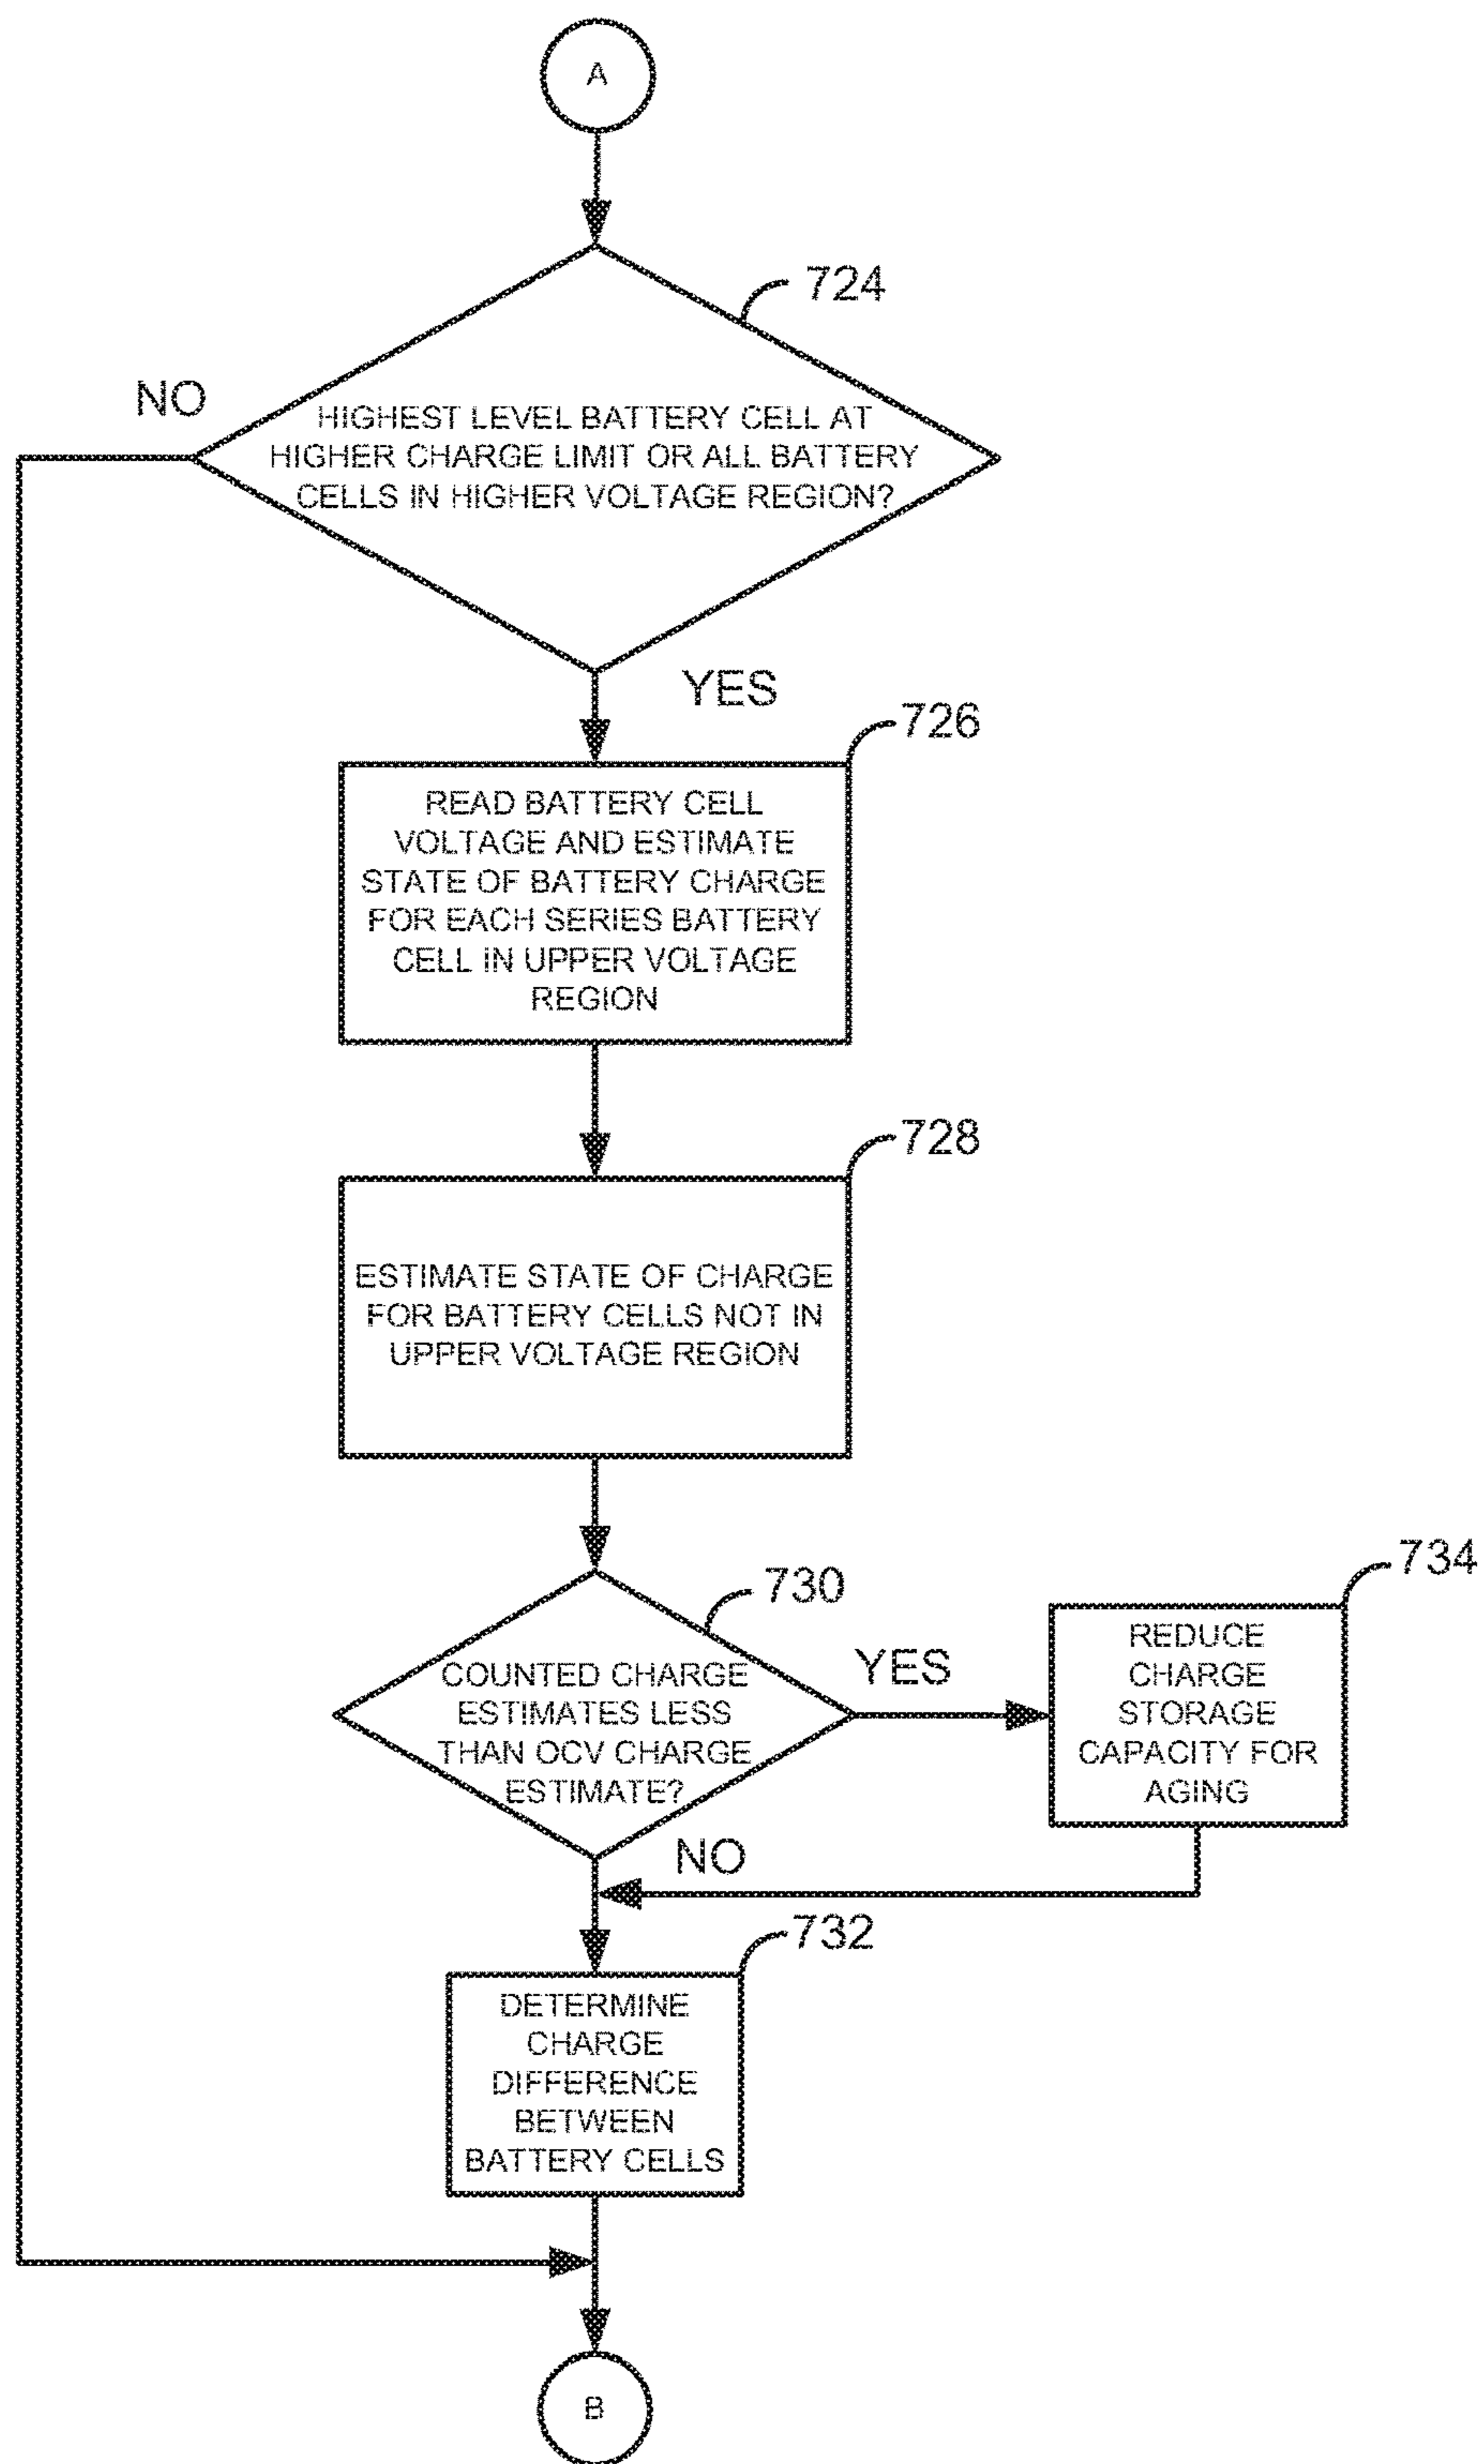 A
724
NO
HIGHEST LEVEL BATTERY CELL AT
HIGHER CHARGE LIMIT OR ALL BATTERY
CELLS IN HIGHER VOLTAGE REGION?
YES
726
READ BATTERY CELL
VOLTAGE AND ESTIMATE
STATE OF BATTERY CHARGE
FOR EACH SERIES BATTERY
CELL IN UPPER VOLTAGE
REGION
728
ESTIMATE STATE OF CHARGE
FOR BATTERY CELLS NOT IN
UPPER VOLTAGE REGION
730
COUNTED CHARGE
ESTIMATES LESS
THAN OCV CHARGE
ESTIMATE?
YES
734
REDUCE
CHARGE
STORAGE
CAPACITY FOR
AGING
NO
732
DETERMINE
CHARGE
DIFFERENCE
BETWEEN
BATTERY CELLS
B